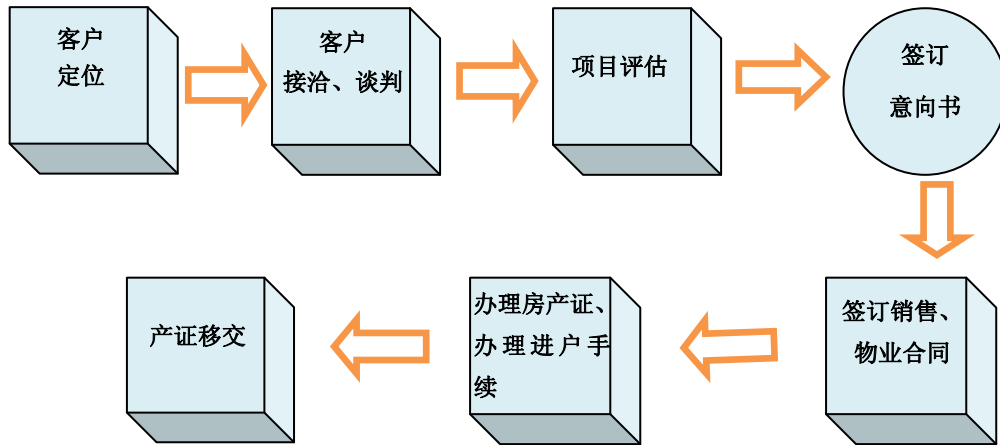 客户
定位
客户
接洽、谈判
项目评估
签订
意向书
签订销售、
物业合同
办理房产证、
办理进户手
续
产证移交